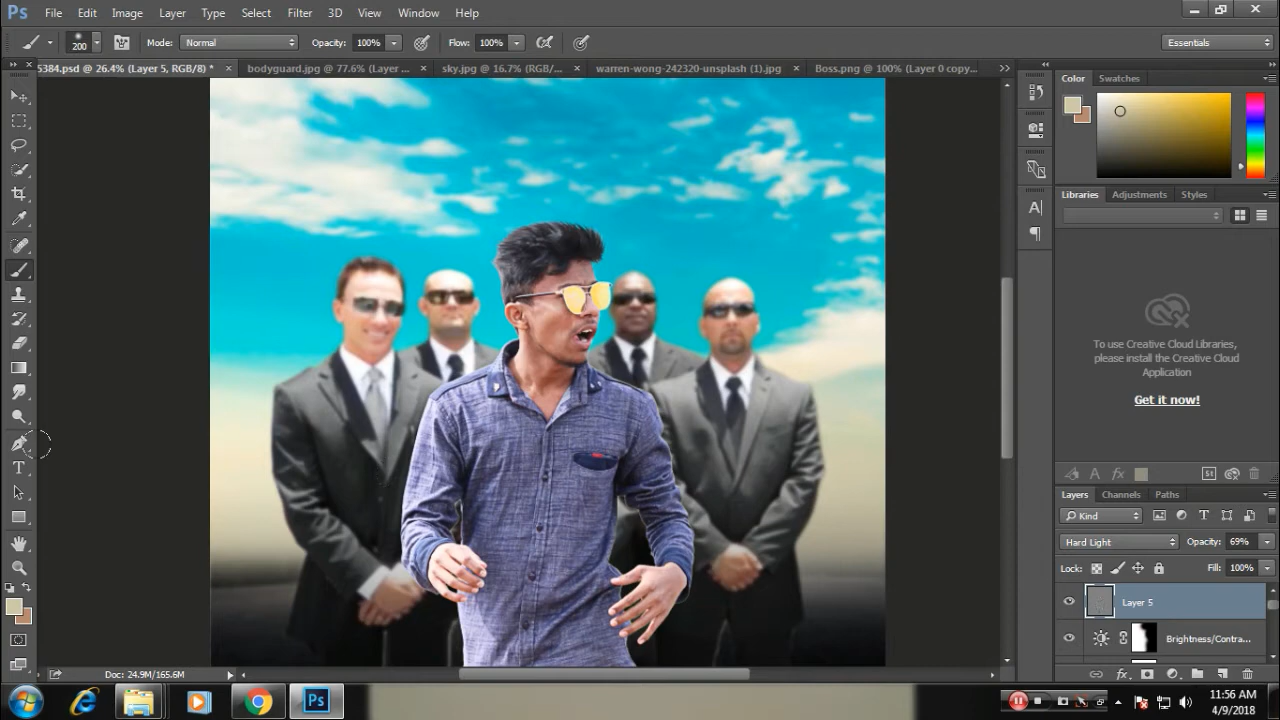 Ps File Edit Image Layer Type Select Filter 3D View Window Help
200 Mode: Normal Opacity: 100% Flow: 100% Essentials
5384.psd @ 26.4% (Layer 5, RGB/8) * bodyguard.jpg @ 77.6% (Layer ... sky.jpg @ 16.7% (RGB/... warren-wong-242320-unsplash (1).jpg Boss.png @ 100% (Layer 0 copy...
Color Swatches
Libraries Adjustments Styles
To use Creative Cloud Libraries,
please install the Creative Cloud
Application
Get it now!
Layers Channels Paths
Kind
Hard Light Opacity: 69%
Lock: Fill: 100%
Layer 5
Brightness/Contra...
Doc: 24.9M/165.6M
Ps
11:56 AM
4/9/2018